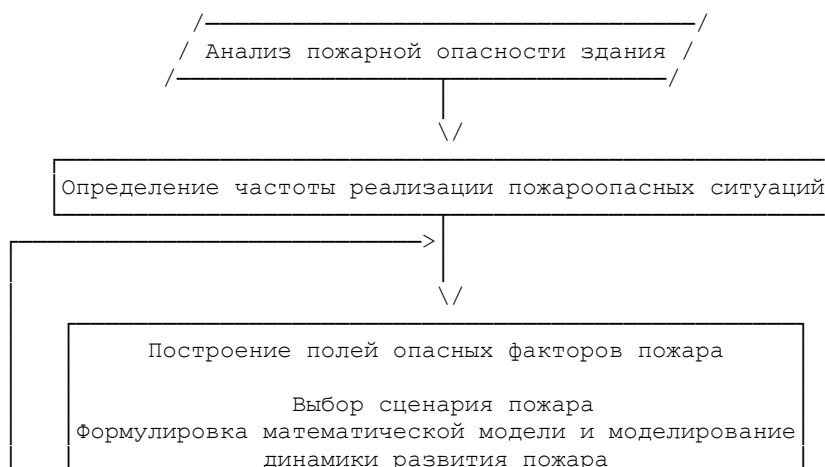 Анализ пожарной опасности здания
Определение частоты реализации пожароопасных ситуаций
Построение полей опасных факторов пожара
Выбор сценария пожара
Формулировка математической модели и моделирование
динамики развития пожара